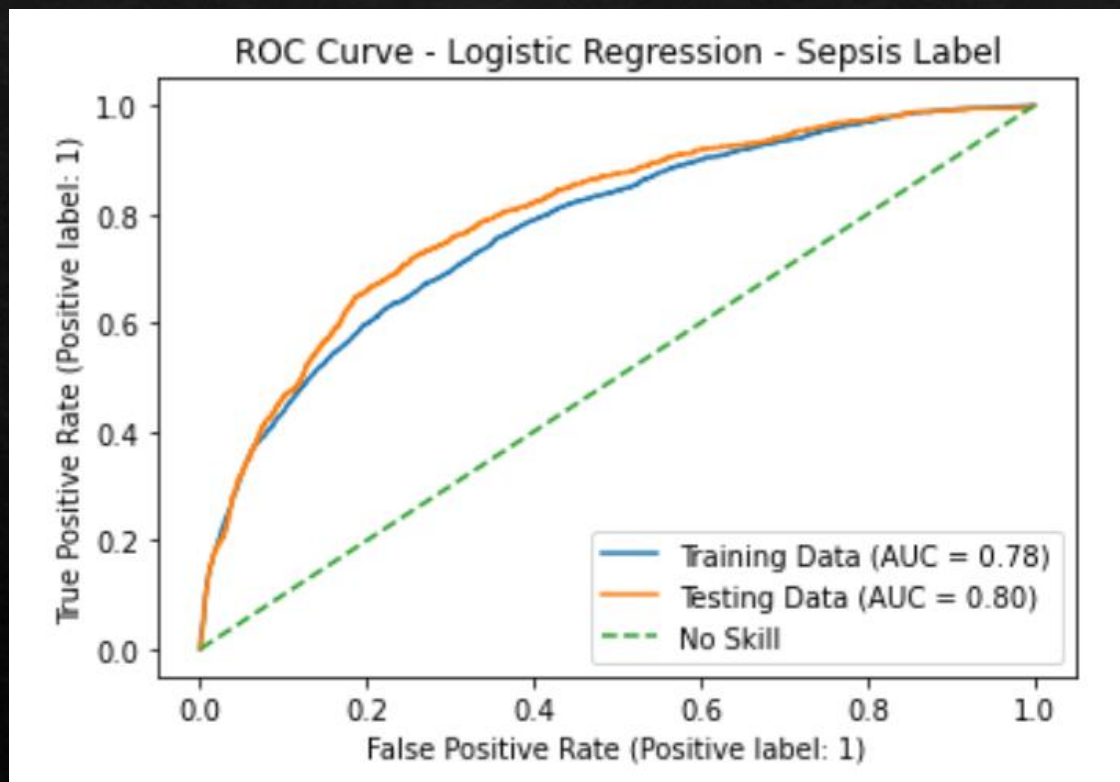 ROC Curve - Logistic Regression - Sepsis Label
True Positive Rate (Positive label: 1)
1.0
0.8
0.6
0.4
0.2
0.0
Training Data (AUC = 0.78)
Testing Data (AUC = 0.80)
No Skill
0.0 0.2 0.4 0.6 0.8 1.0
False Positive Rate (Positive label: 1)